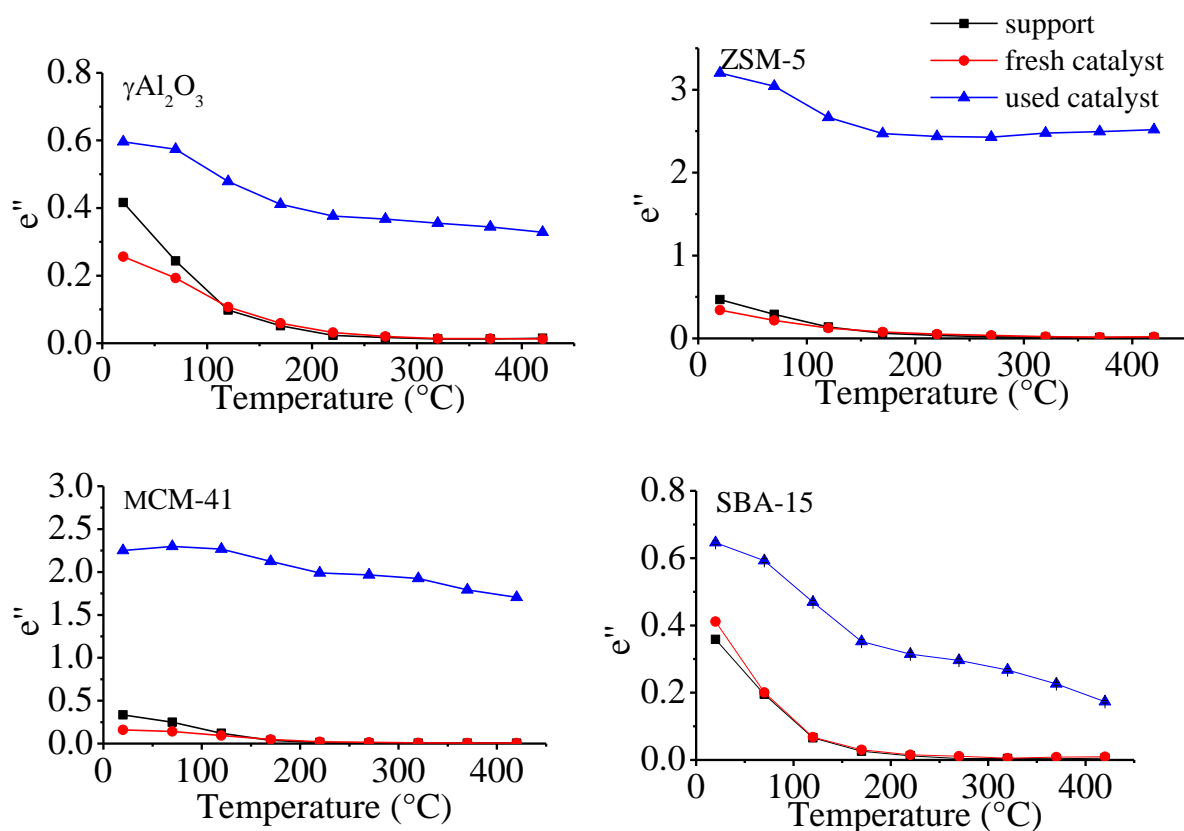 support
fresh catalyst
used catalyst
γAl₂O₃
0.8
0.6
0.4
0.2
0.0
e"
0 100 200 300 400
Temperature (°C)
ZSM-5
3
2
1
0
e"
0 100 200 300 400
Temperature (°C)
MCM-41
3.0
2.5
2.0
1.5
1.0
0.5
0.0
e"
0 100 200 300 400
Temperature (°C)
SBA-15
0.8
0.6
0.4
0.2
0.0
e"
0 100 200 300 400
Temperature (°C)